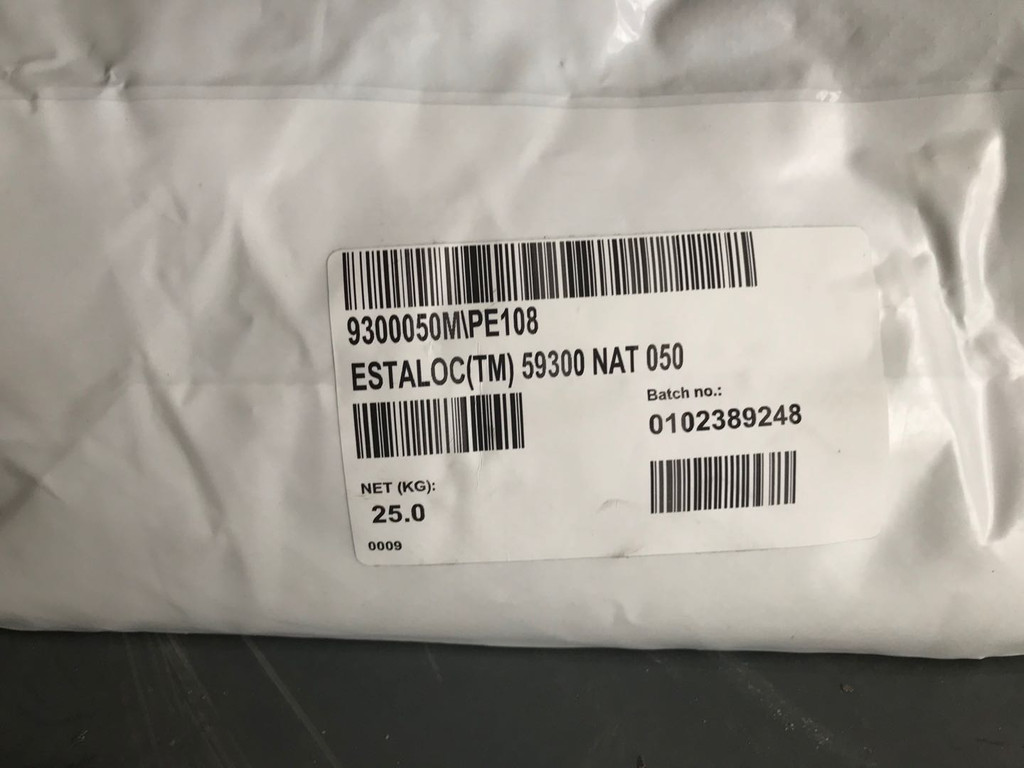 9300050M\PE108
ESTALOC(TM) 59300 NAT 050
Batch no.:
0102389248
NET (KG):
25.0
0009